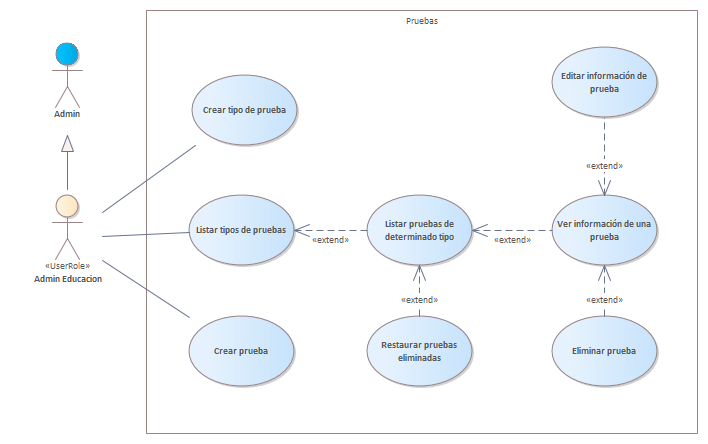 Pruebas
Admin
Crear tipo de prueba
Editar información de
prueba
«extend»
Listar tipos de pruebas
Listar pruebas de
determinado tipo
Ver información de una
prueba
«extend»
«extend»
«UserRole»
Admin Educacion
«extend»
«extend»
Crear prueba
Restaurar pruebas
eliminadas
Eliminar prueba